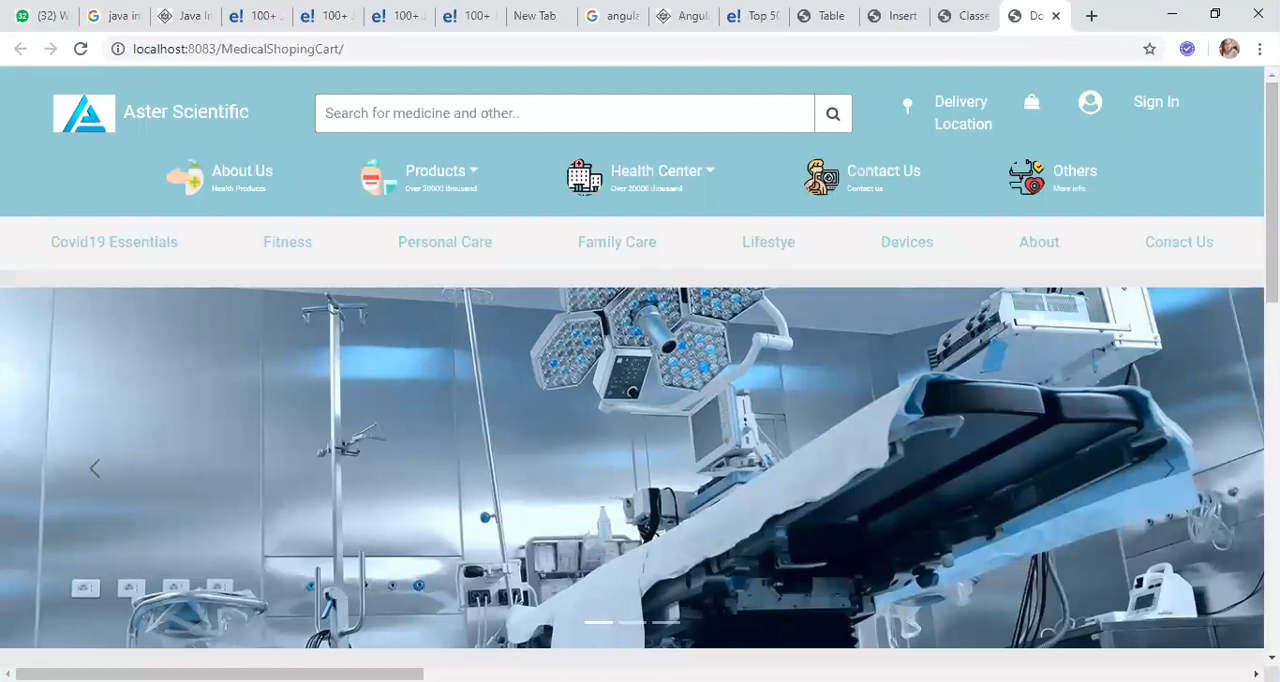 (32) W
java in
Java In
100+ J
100+ J
100+ J
100+
New Tab
angula
Angul
Top 50
Table
Insert
Classe
Do
localhost:8083/MedicalShopingCart/
Aster Scientific
Search for medicine and other..
Delivery
Location
Sign In
About Us
Health Products
Products
Over 20000 thousand
Health Center
Over 20000 thousand
Contact Us
Contact us
Others
More info
Covid19 Essentials
Fitness
Personal Care
Family Care
Lifestye
Devices
About
Conact Us